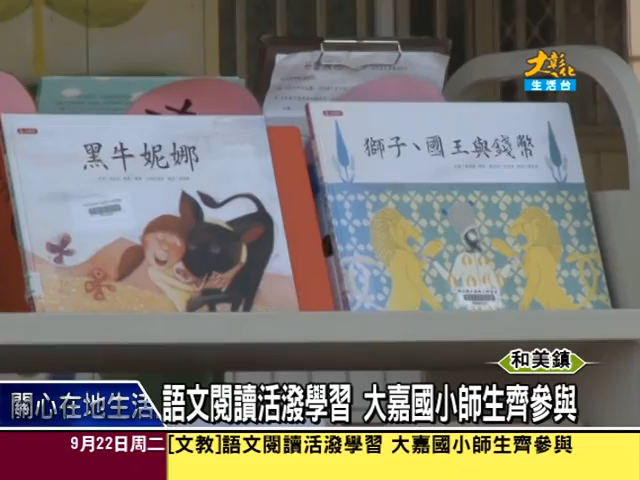 大彰化
生活台
黑牛妮娜
獅子、國王與錢幣
和美鎮
關心在地生活
語文閱讀活潑學習 大嘉國小師生齊參與
9月22日周二
[文教]語文閱讀活潑學習 大嘉國小師生齊參與